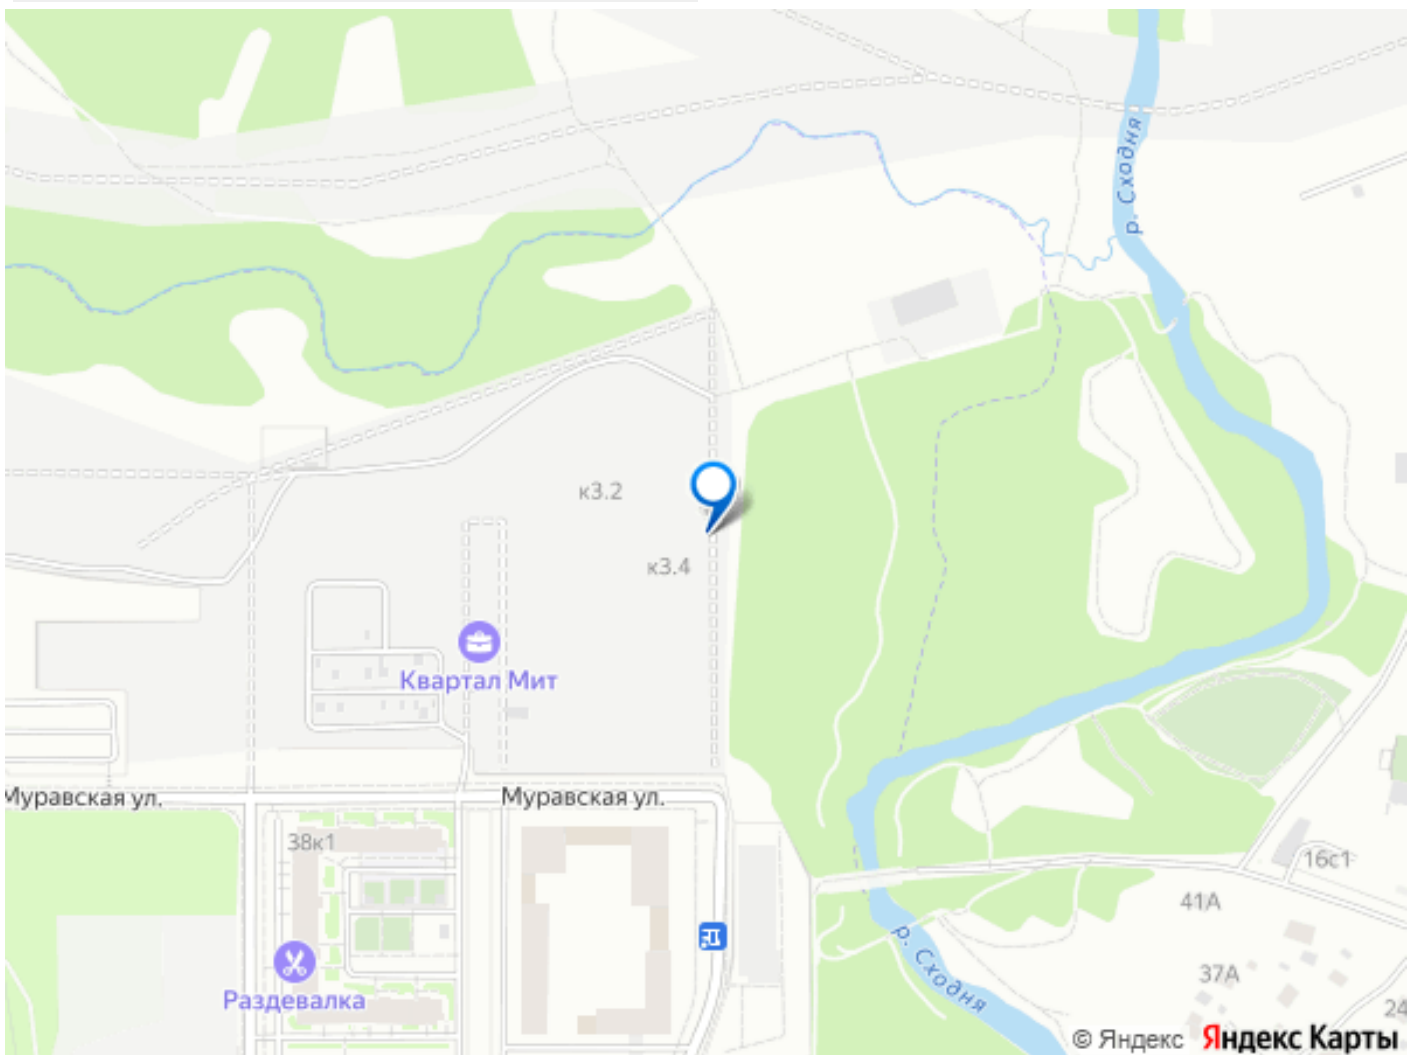 р. Сходня
к3.2
к3.4
Квартал Мит
Муравская ул.
Муравская ул.
38к1
16с1
41А
р. Сходня
37А
Раздевалка
24
© Яндекс Яндекс Карты